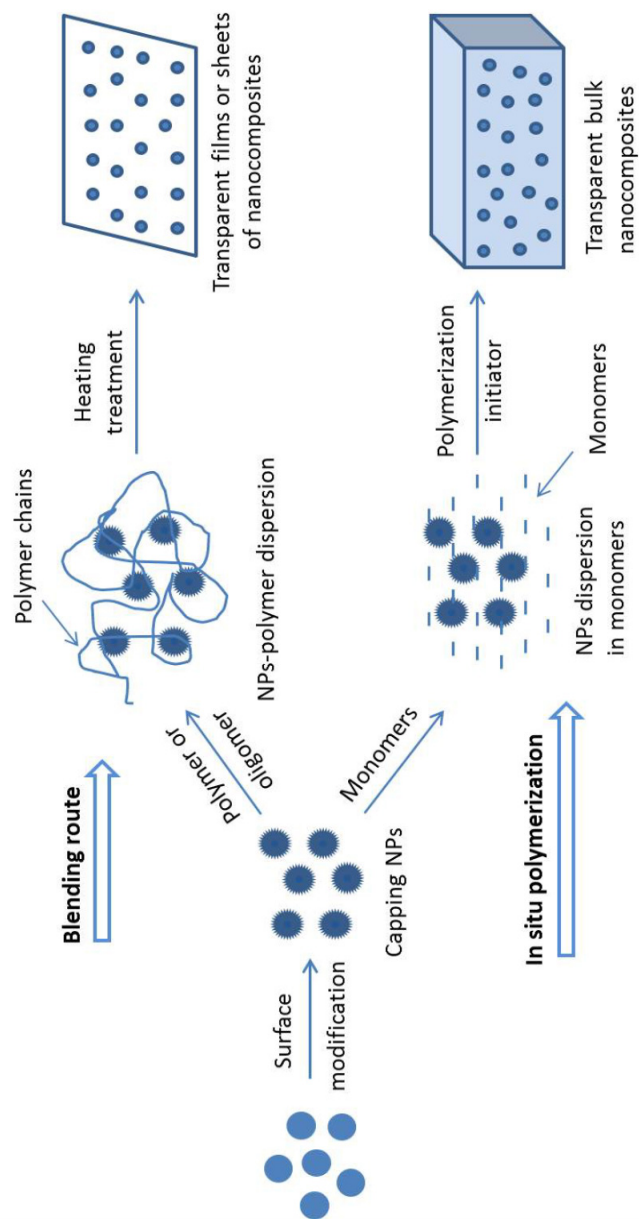 Surface
modification
Capping NPs
Blending route
Polymer or
oligomer
Polymer chains
NPs-polymer dispersion
Heating
treatment
Transparent films or sheets
of nanocomposites
In situ polymerization
Monomers
NPs dispersion
in monomers
Monomers
Polymerization
initiator
Transparent bulk
nanocomposites